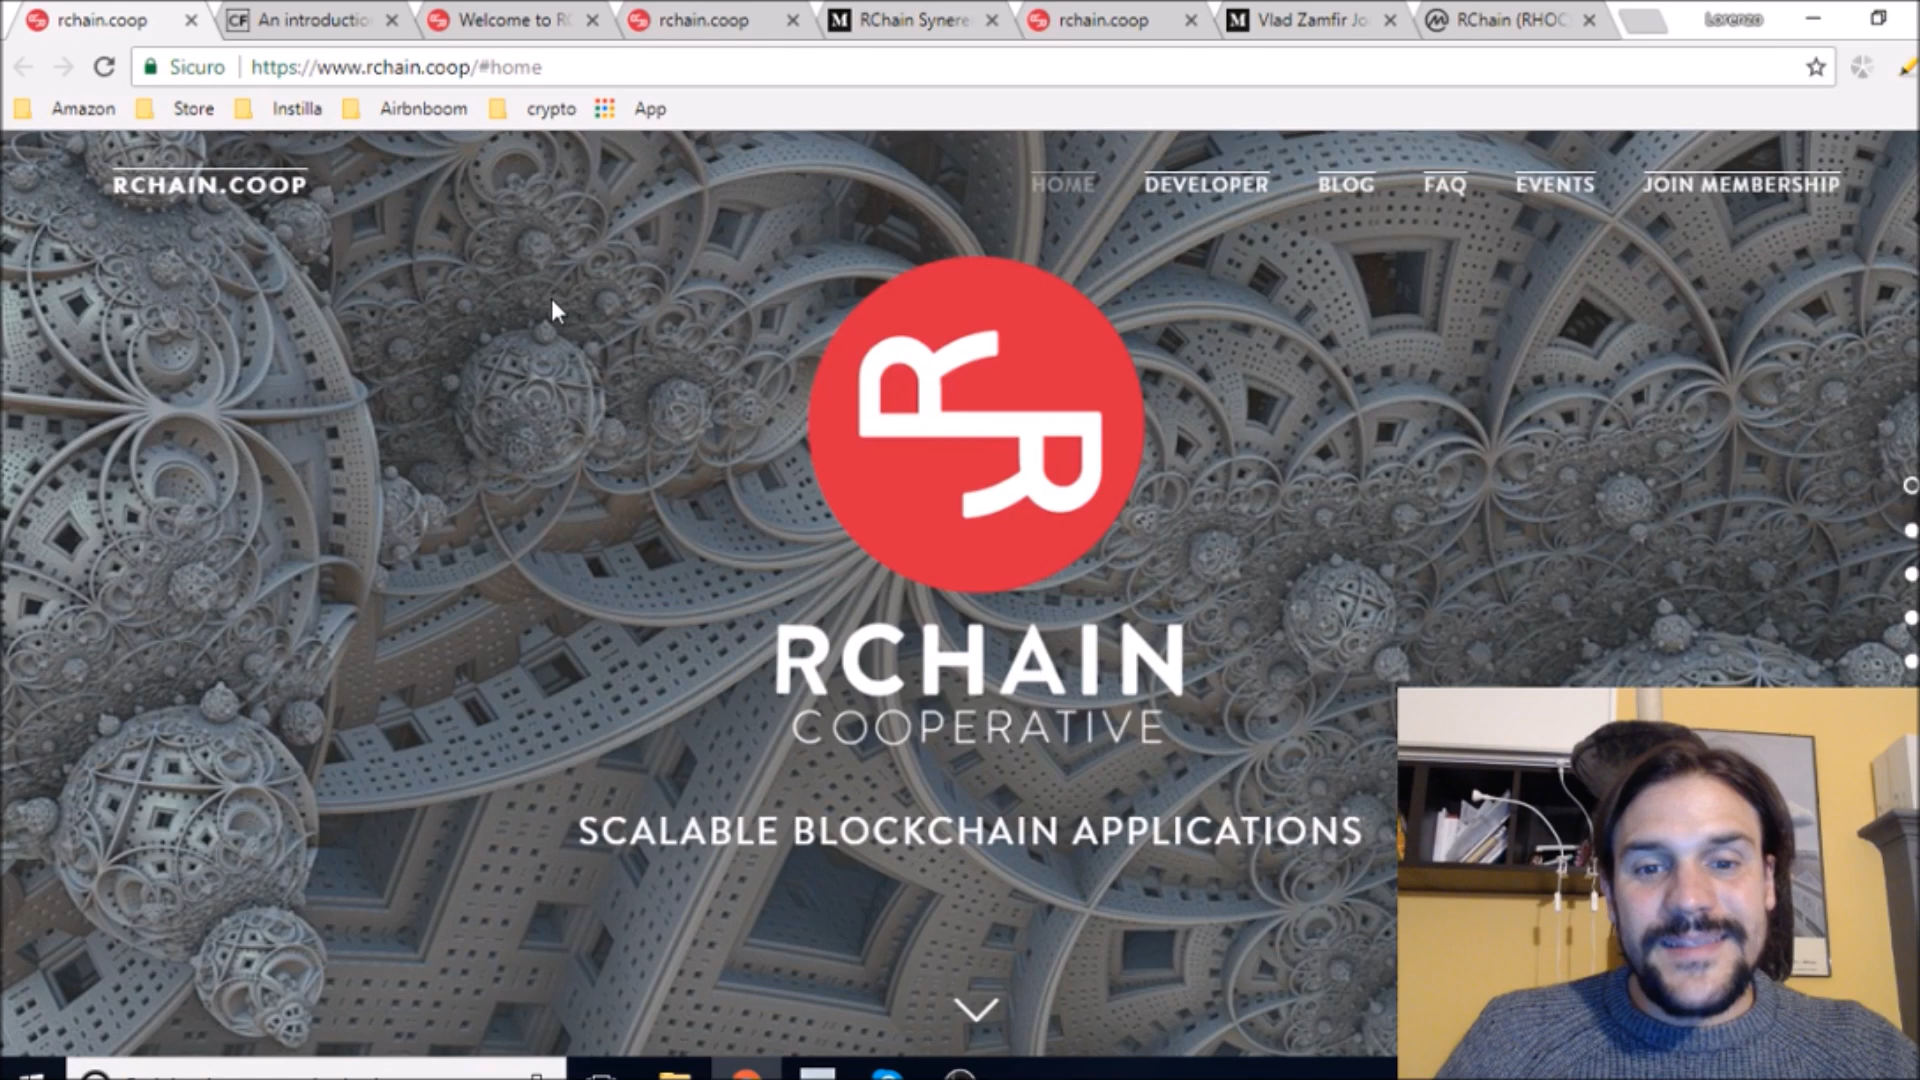 rchain.coop
An introductio
Welcome to RC
rchain.coop
RChain Synere
rchain.coop
Vlad Zamfir Jo
RChain (RHOC
Lorenzo
Sicuro
https://www.rchain.coop/#home
Amazon
Store
Instilla
Airbnboom
crypto
App
RCHAIN.COOP
HOME
DEVELOPER
BLOG
FAQ
EVENTS
JOIN MEMBERSHIP
RCHAIN
COOPERATIVE
SCALABLE BLOCKCHAIN APPLICATIONS